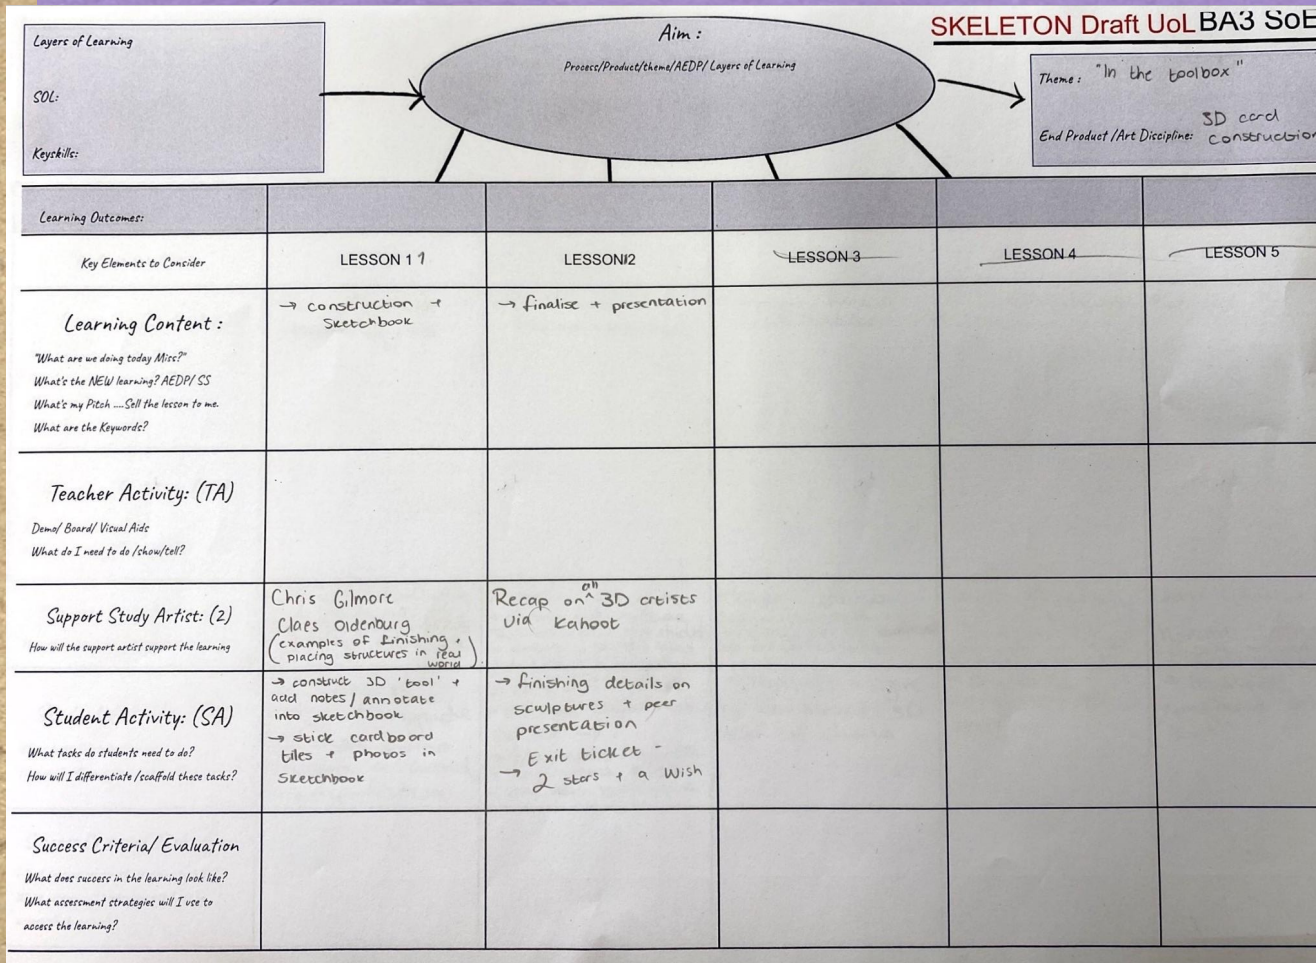 SKELETON Draft UoL BA3 SoE
Layers of Learning
SOL:
Keyskills:
Aim :
Process/Product/theme/AEDP/ Layers of Learning
Theme : "In the toolbox"
End Product /Art Discipline: 3D card
construction
Learning Outcomes:
Key Elements to Consider
LESSON 1 1
LESSON 12
LESSON 3
LESSON 4
LESSON 5
Learning Content :
"What are we doing today Miss?"
What's the NEW learning? AEDP/ SS
What's my Pitch ....Sell the lesson to me.
What are the Keywords?
→ construction +
Sketchbook
→ finalise + presentation
Teacher Activity: (TA)
Demo/ Board/ Visual Aids
What do I need to do /show/tell?
Support Study Artist: (2)
How will the support artist support the learning
Chris Gilmore
Claes Oldenburg
(examples of finishing,
placing structures in real
world)
Recap on all 3D artists
via Kahoot
Student Activity: (SA)
What tasks do students need to do?
How will I differentiate /scaffold these tasks?
→ construct 3D 'tool' +
add notes / annotate
into sketchbook
→ stick cardboard
tiles + photos in
Sketchbook
→ finishing details on
sculptures + peer
presentation
Exit ticket -
→ 2 stars + a Wish
Success Criteria/ Evaluation
What does success in the learning look like?
What assessment strategies will I use to
access the learning?